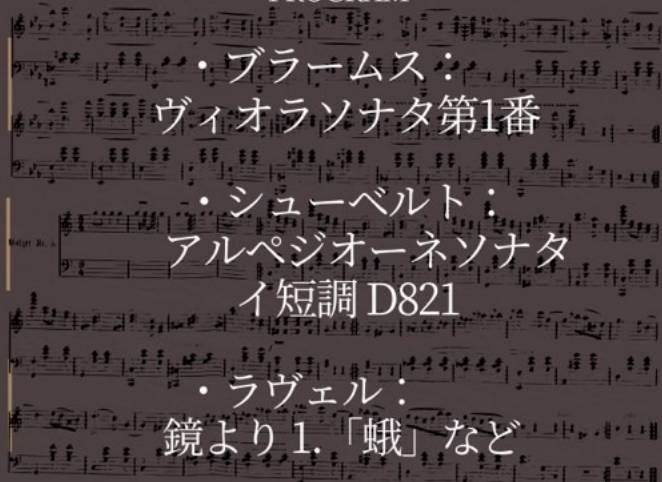 ・ブラームス：
ヴィオラソナタ第1番
・シューベルト：
アルペジオーネソナタ
イ短調 D821
・ラヴェル：
鏡より 1.「蛾」など